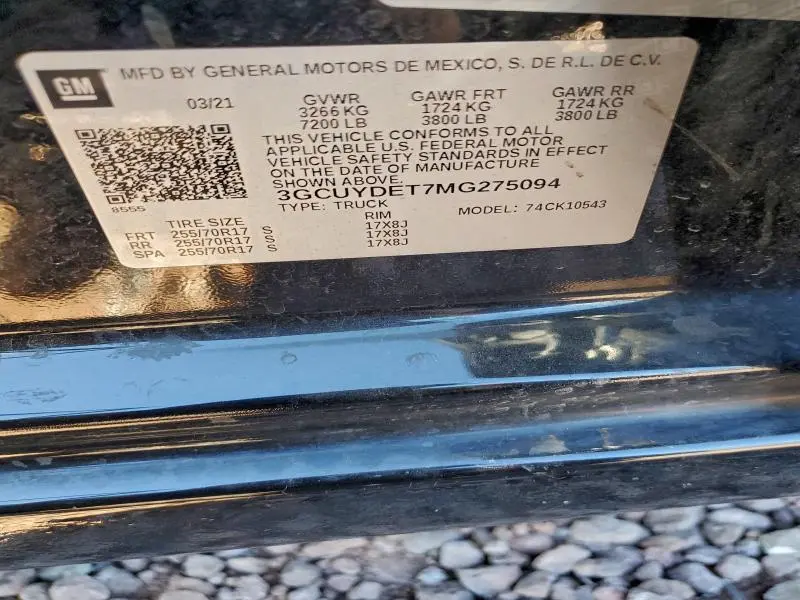 GM MFD BY GENERAL MOTORS DE MEXICO, S. DE R.L. DE C.V.
03/21 GVWR GAWR FRT GAWR RR
3266 KG 1724 KG 1724 KG
7200 LB 3800 LB 3800 LB
THIS VEHICLE CONFORMS TO ALL
APPLICABLE U.S. FEDERAL MOTOR
VEHICLE SAFETY STANDARDS IN EFFECT
ON THE DATE OF MANUFACTURE
SHOWN ABOVE.
3GCUYDET7MG275094
8555
TYPE: TRUCK MODEL: 74CK10543
TIRE SIZE RIM
FRT 255/70R17 S 17X8J
RR 255/70R17 S 17X8J
SPA 255/70R17 S 17X8J